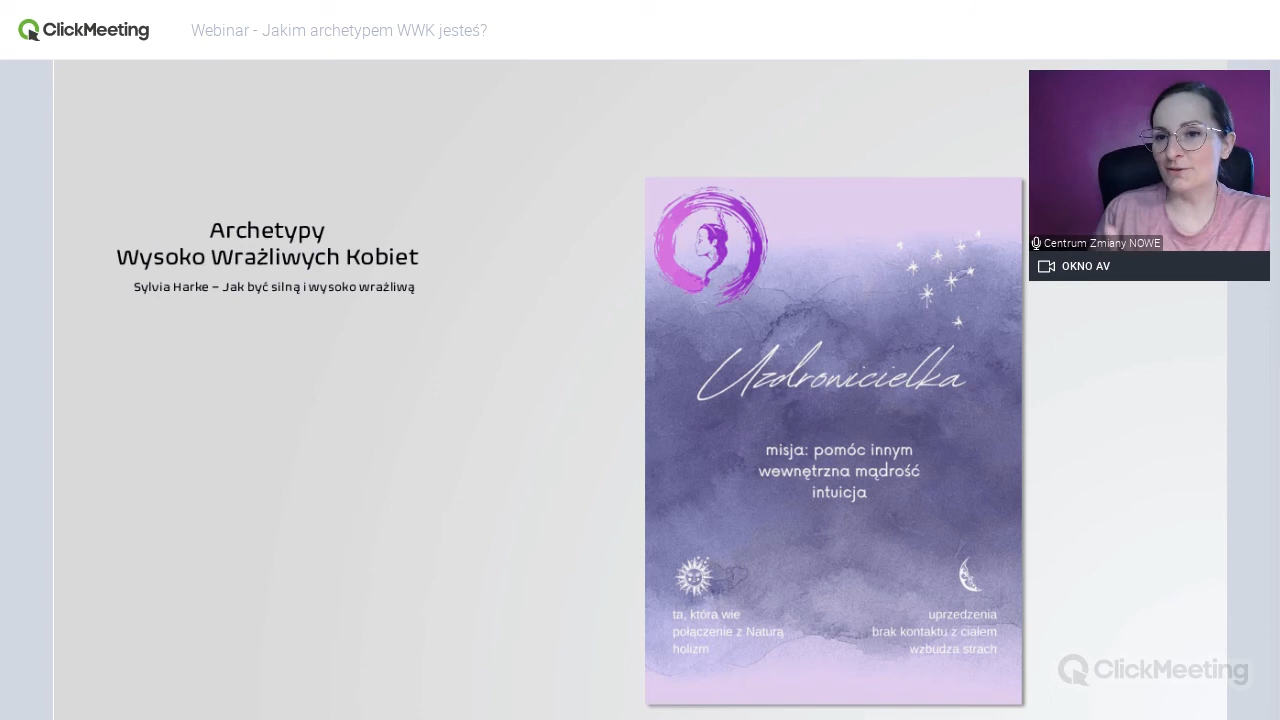 ClickMeeting
Webinar - Jakim archetypem WWK jesteś?
Archetypy
Wysoko Wrażliwych Kobiet
Sylvia Harke – Jak być silną i wysoko wrażliwą
Uzdrowicielka
misja: pomóc innym
wewnętrzna mądrość
intuicja
ta, która wie
połączenie z Naturą
holizm
uprzedzenia
brak kontaktu z ciałem
wzbudza strach
Centrum Zmiany NOWE
OKNO AV
ClickMeeting